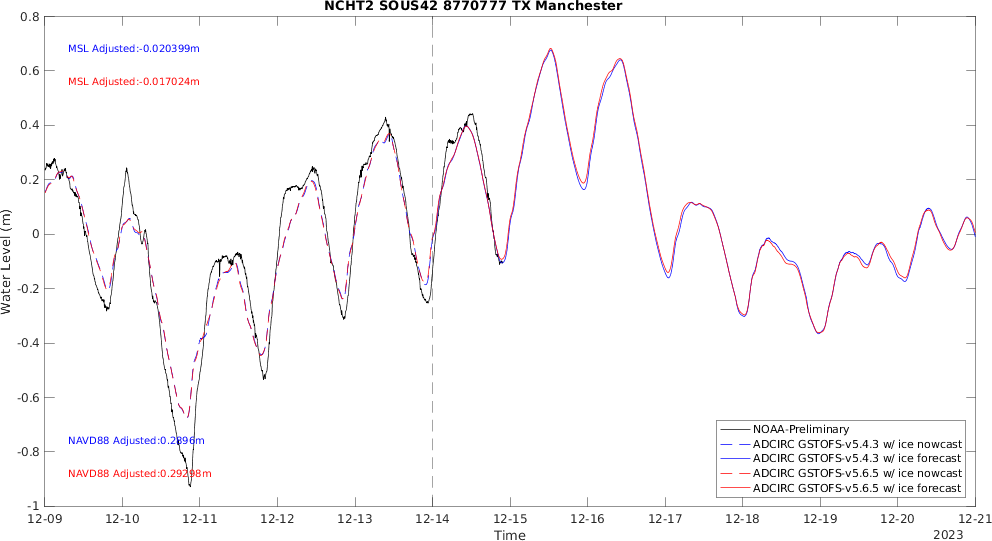 NCHT2 SOUS42 8770777 TX Manchester
MSL Adjusted:-0.020399m
MSL Adjusted:-0.017024m
NAVD88 Adjusted:0.2896m
NAVD88 Adjusted:0.29298m
Water Level (m)
0.8
0.6
0.4
0.2
0
-0.2
-0.4
-0.6
-0.8
-1
NOAA-Preliminary
ADCIRC GSTOFS-v5.4.3 w/ ice nowcast
ADCIRC GSTOFS-v5.4.3 w/ ice forecast
ADCIRC GSTOFS-v5.6.5 w/ ice nowcast
ADCIRC GSTOFS-v5.6.5 w/ ice forecast
12-09 12-10 12-11 12-12 12-13 12-14 12-15 12-16 12-17 12-18 12-19 12-20 12-21
Time
2023